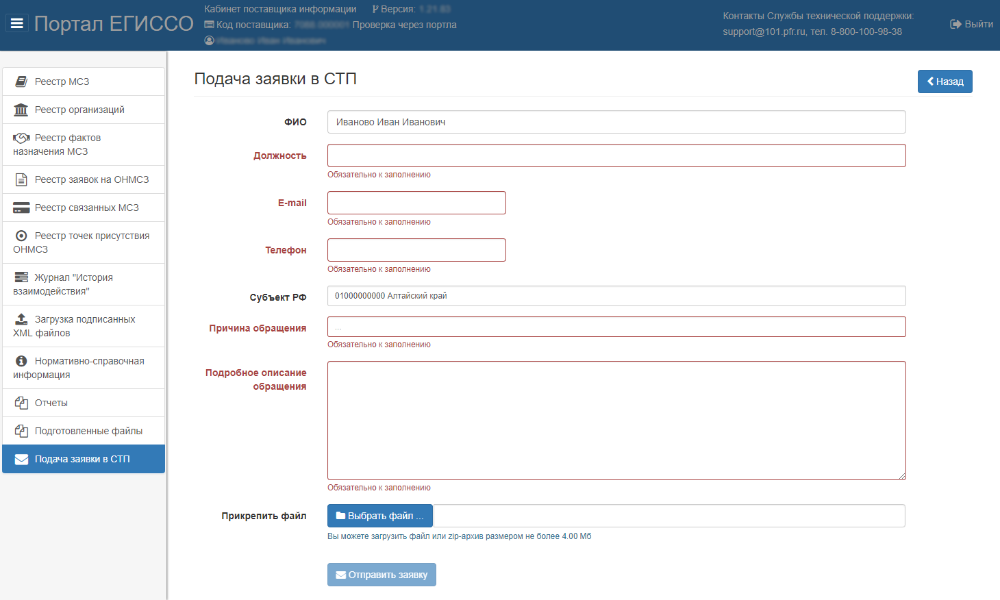 Портал ЕГИССО
Кабинет поставщика информации Версия:
Код поставщика: Проверка через портла
Контакты Службы технической поддержки:
support@101.pfr.ru, тел. 8-800-100-98-38
Выйти
Реестр МСЗ
Реестр организаций
Реестр фактов
назначения МСЗ
Реестр заявок на ОНМСЗ
Реестр связанных МСЗ
Реестр точек присутствия
ОНМСЗ
Журнал "История
взаимодействия"
Загрузка подписанных
XML файлов
Нормативно-справочная
информация
Отчеты
Подготовленные файлы
Подача заявки в СТП
Подача заявки в СТП
Назад
ФИО Иваново Иван Иванович
Должность
Обязательно к заполнению
E-mail
Обязательно к заполнению
Телефон
Обязательно к заполнению
Субъект РФ 01000000000 Алтайский край
Причина обращения ...
Обязательно к заполнению
Подробное описание
обращения
Обязательно к заполнению
Прикрепить файл Выбрать файл ...
Вы можете загрузить файл или zip-архив размером не более 4.00 Мб
Отправить заявку